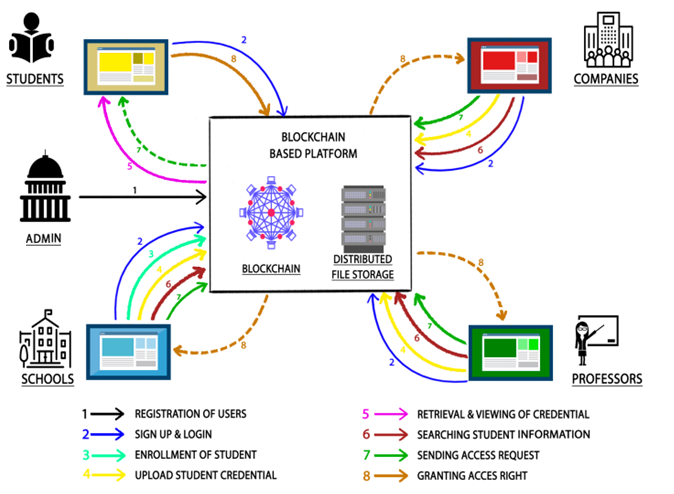 STUDENTS
2
8
7
5
8
COMPANIES
7
4
6
2
BLOCKCHAIN
BASED PLATFORM
BLOCKCHAIN
DISTRIBUTED
FILE STORAGE
ADMIN
1
2
3
4
6
7
8
SCHOOLS
8
7
6
4
2
PROFESSORS
1 REGISTRATION OF USERS
2 SIGN UP & LOGIN
3 ENROLLMENT OF STUDENT
4 UPLOAD STUDENT CREDENTIAL
5 RETRIEVAL & VIEWING OF CREDENTIAL
6 SEARCHING STUDENT INFORMATION
7 SENDING ACCESS REQUEST
8 GRANTING ACCES RIGHT